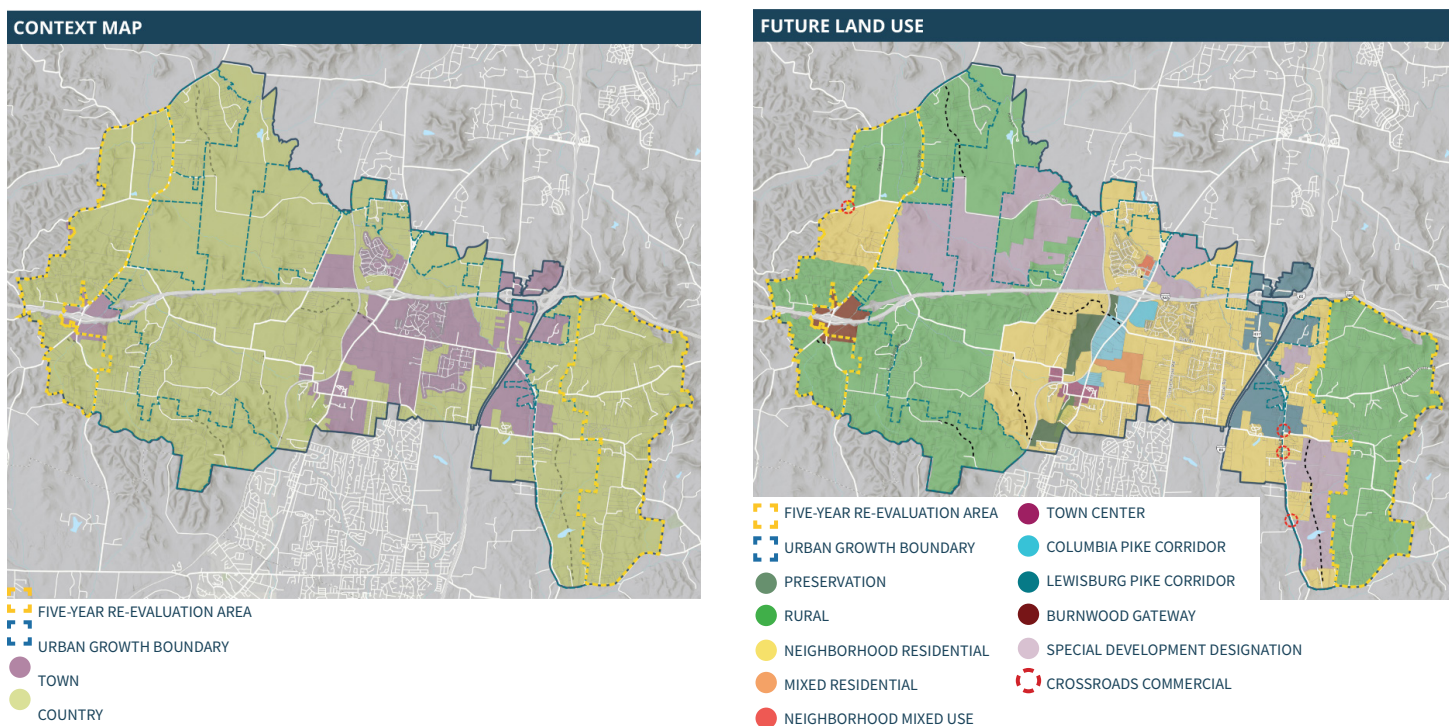 CONTEXT MAP
FIVE-YEAR RE-EVALUATION AREA
URBAN GROWTH BOUNDARY
TOWN
COUNTRY
FUTURE LAND USE
FIVE-YEAR RE-EVALUATION AREA
URBAN GROWTH BOUNDARY
PRESERVATION
RURAL
NEIGHBORHOOD RESIDENTIAL
MIXED RESIDENTIAL
NEIGHBORHOOD MIXED USE
TOWN CENTER
COLUMBIA PIKE CORRIDOR
LEWISBURG PIKE CORRIDOR
BURNWOOD GATEWAY
SPECIAL DEVELOPMENT DESIGNATION
CROSSROADS COMMERCIAL